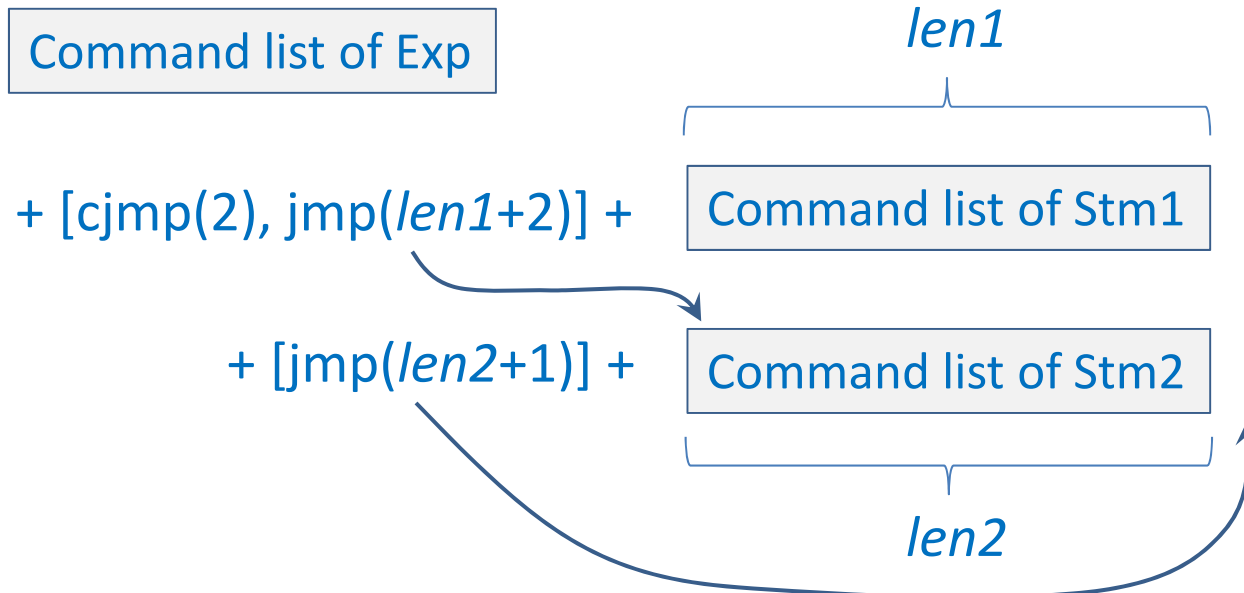 len1
Command list of Exp
+ [cjmp(2), jmp(len1+2)] + Command list of Stm1
+ [jmp(len2+1)] + Command list of Stm2
len2